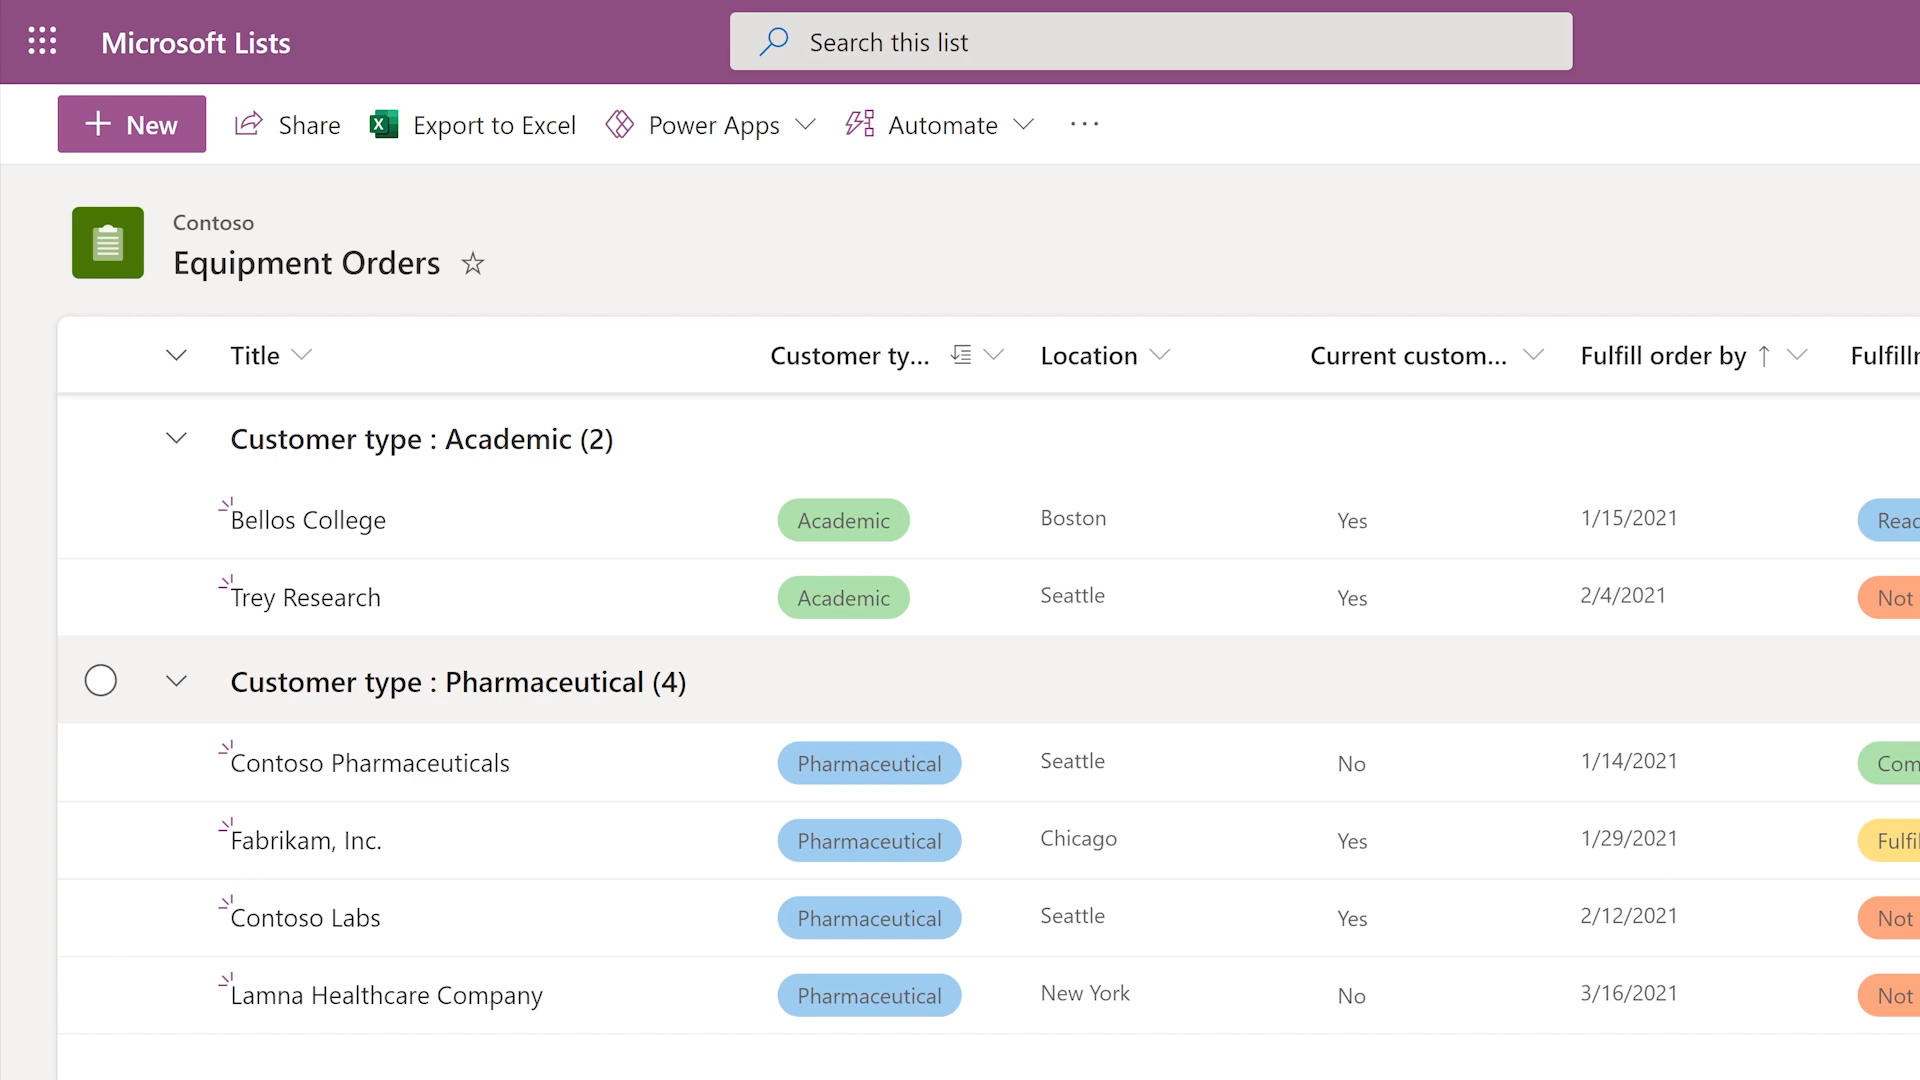 Microsoft Lists
Search this list
New Share Export to Excel Power Apps Automate ...
Contoso
Equipment Orders
Title Customer ty... Location Current custom... Fulfill order by
Customer type : Academic (2)
Bellos College Academic Boston Yes 1/15/2021
Trey Research Academic Seattle Yes 2/4/2021 Not
Customer type : Pharmaceutical (4)
Contoso Pharmaceuticals Pharmaceutical Seattle No 1/14/2021
Fabrikam, Inc. Pharmaceutical Chicago Yes 1/29/2021
Contoso Labs Pharmaceutical Seattle Yes 2/12/2021 Not
Lamna Healthcare Company Pharmaceutical New York No 3/16/2021 Not